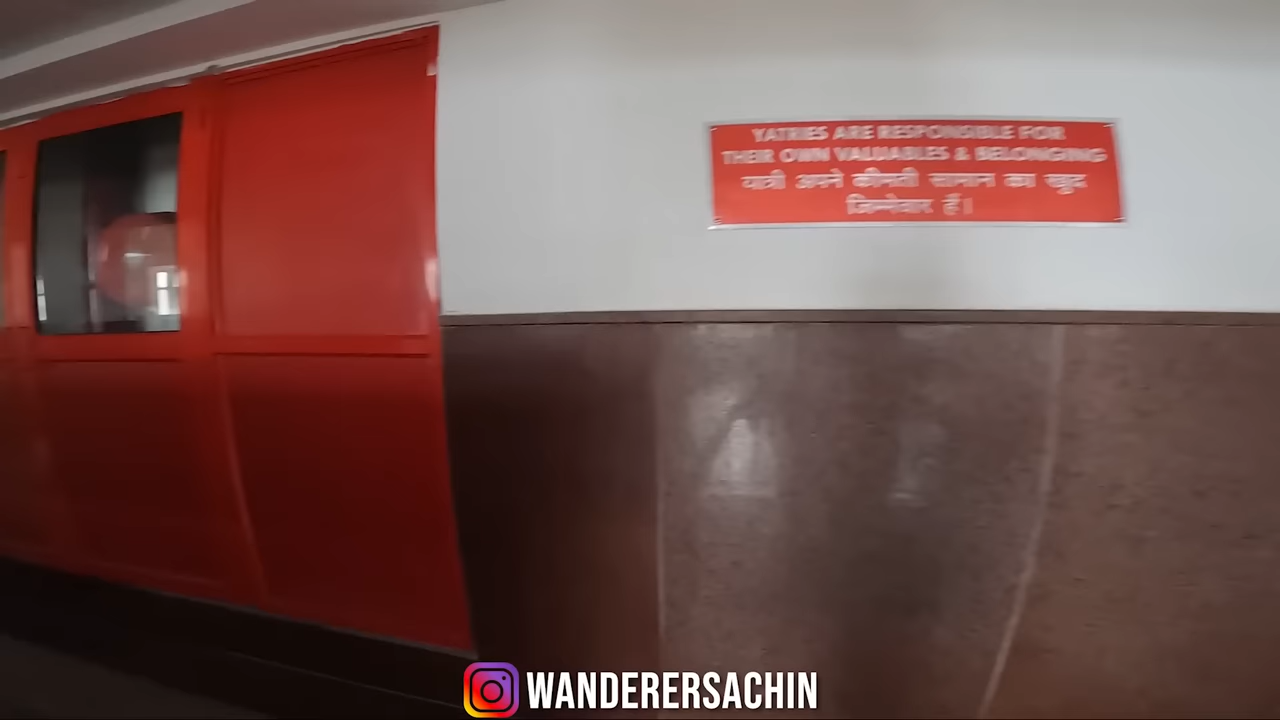 YATRIES ARE RESPONSIBLE FOR
THEIR OWN VALUABLES & BELONGING
यात्री अपने कीमती सामान का खुद
जिम्मेवार हैं।
WANDERERSACHIN